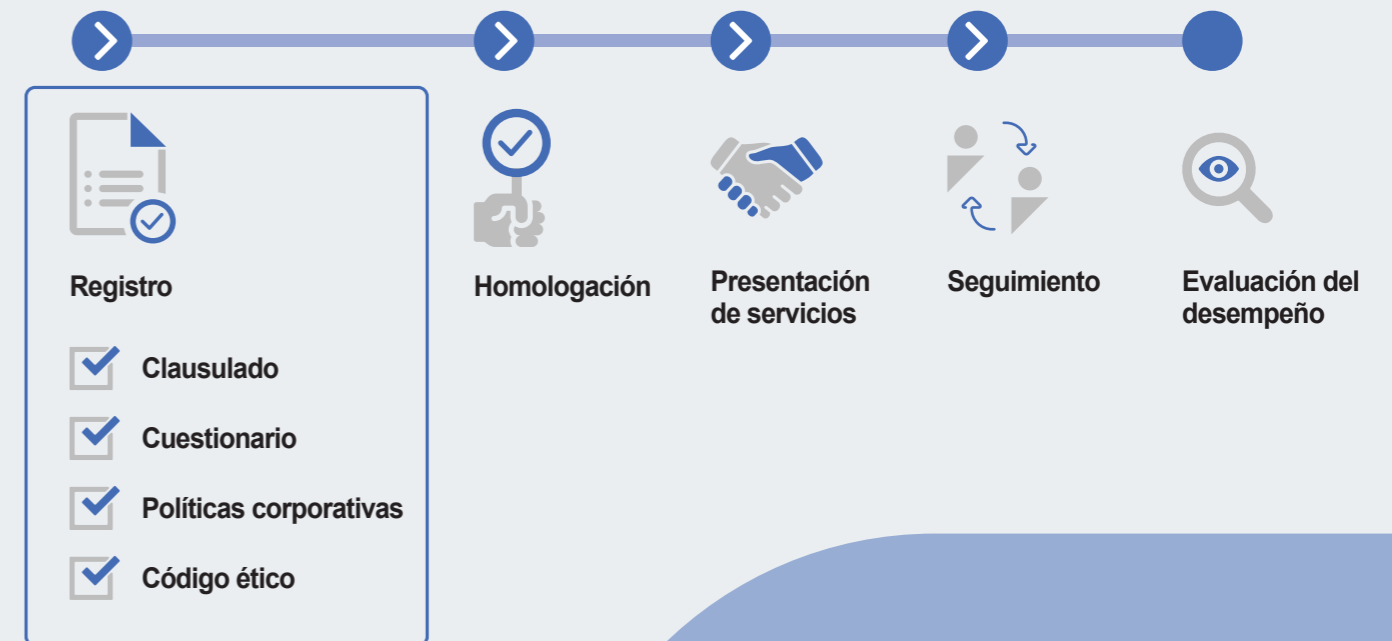 Registro
Clausulado
Cuestionario
Políticas corporativas
Código ético
Homologación
Presentación
de servicios
Seguimiento
Evaluación del
desempeño